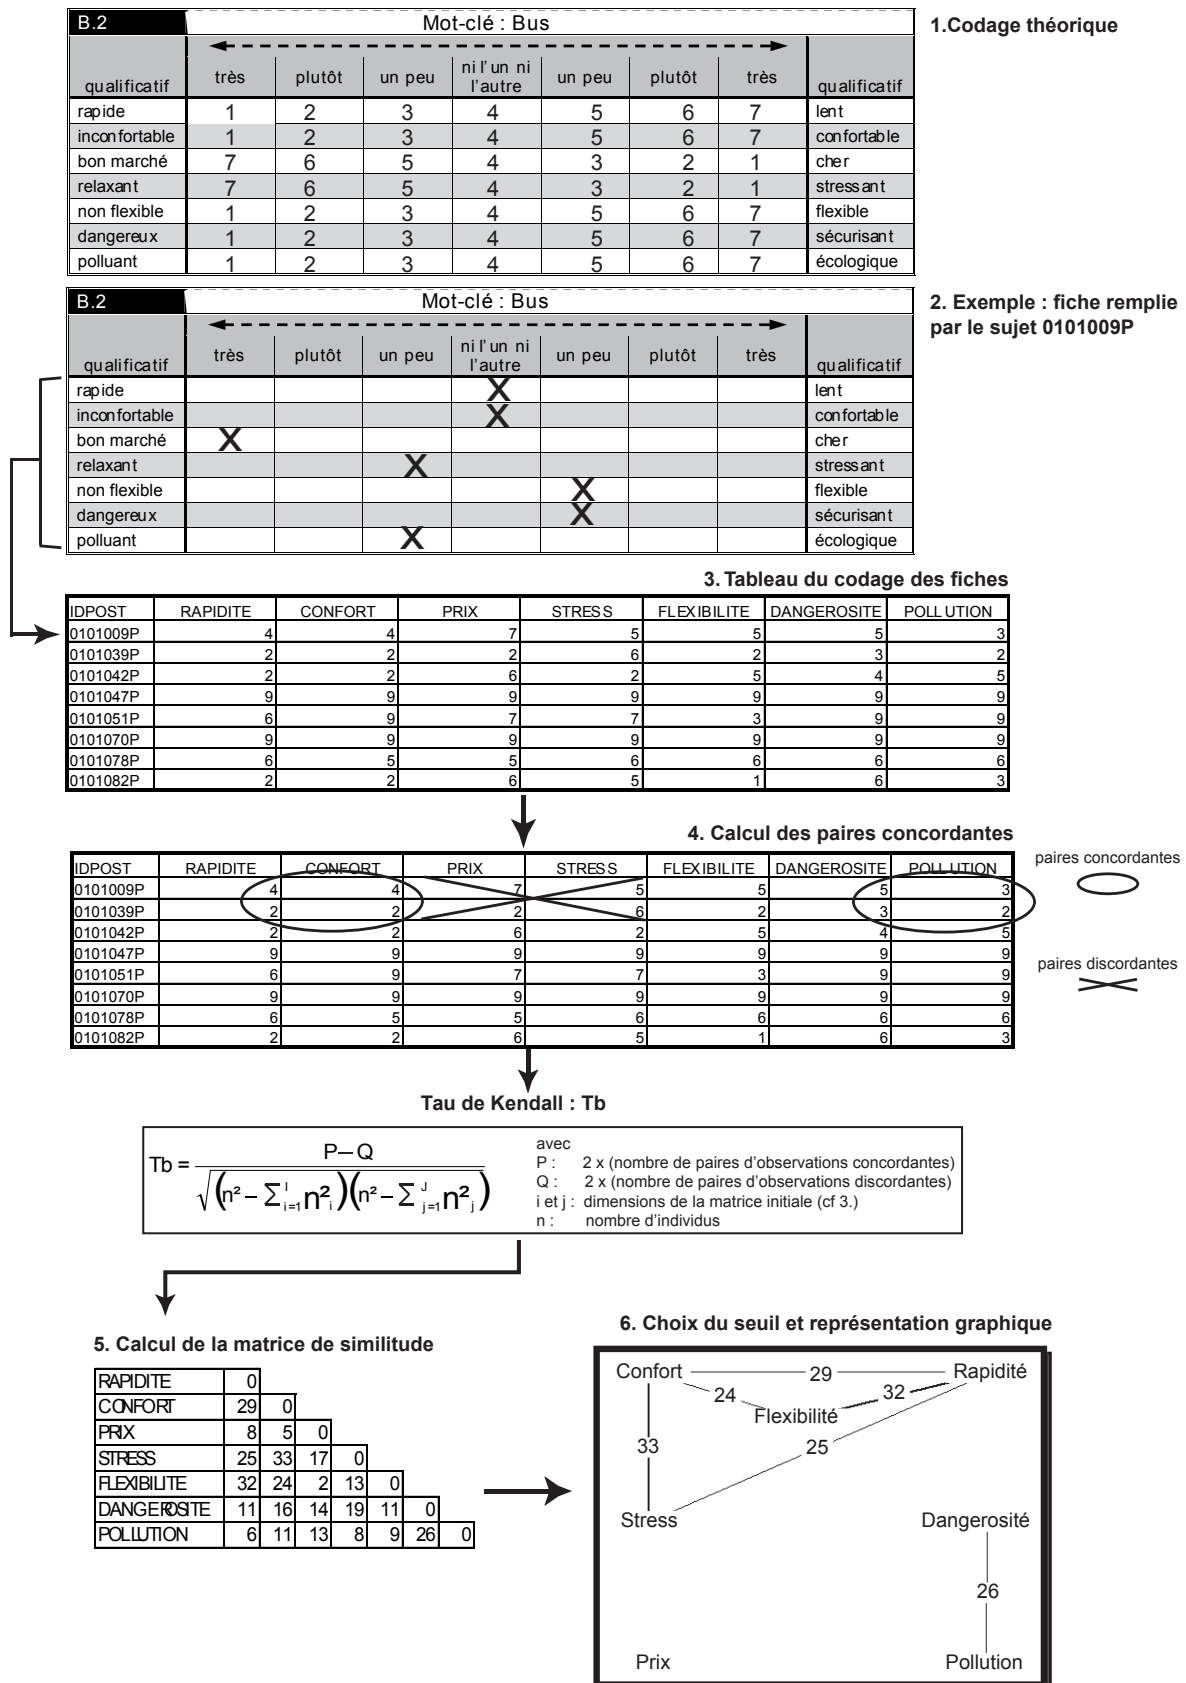 B.2 Mot-clé : Bus
1.Codage théorique
qualificatif très plutôt un peu ni l'un ni l'autre un peu plutôt très qualificatif
rapide 1 2 3 4 5 6 7 lent
inconfortable 1 2 3 4 5 6 7 confortable
bon marché 7 6 5 4 3 2 1 cher
relaxant 7 6 5 4 3 2 1 stressant
non flexible 1 2 3 4 5 6 7 flexible
dangereux 1 2 3 4 5 6 7 sécurisant
polluant 1 2 3 4 5 6 7 écologique
B.2 Mot-clé : Bus
2. Exemple : fiche remplie
par le sujet 0101009P
qualificatif très plutôt un peu ni l'un ni l'autre un peu plutôt très qualificatif
rapide X lent
inconfortable X confortable
bon marché X cher
relaxant X stressant
non flexible X flexible
dangereux X sécurisant
polluant X écologique
3. Tableau du codage des fiches
IDPOST RAPIDITE CONFORT PRIX STRESS FLEXIBILITE DANGEROSITE POLLUTION
0101009P 4 4 7 5 5 5 3
0101039P 2 2 2 6 2 3 2
0101042P 2 2 6 2 5 4 5
0101047P 9 9 9 9 9 9 9
0101051P 6 9 7 7 3 9 9
0101070P 9 9 9 9 9 9 9
0101078P 6 5 5 6 6 6 6
0101082P 2 2 6 5 1 6 3
4. Calcul des paires concordantes
IDPOST RAPIDITE CONFORT PRIX STRESS FLEXIBILITE DANGEROSITE POLLUTION
0101009P 4 4 7 5 5 5 3
0101039P 2 2 2 6 2 3 2
0101042P 2 2 6 2 5 4 5
0101047P 9 9 9 9 9 9 9
0101051P 6 9 7 7 3 9 9
0101070P 9 9 9 9 9 9 9
0101078P 6 5 5 6 6 6 6
0101082P 2 2 6 5 1 6 3
paires concordantes
paires discordantes
Tau de Kendall : Tb
Tb = P—Q / √(n² – ∑ᴵᵢ₌₁ n²ᵢ)(n² – ∑ᴶⱼ₌₁ n²ⱼ)
avec
P : 2 x (nombre de paires d'observations concordantes)
Q : 2 x (nombre de paires d'observations discordantes)
i et j : dimensions de la matrice initiale (cf 3.)
n : nombre d'individus
5. Calcul de la matrice de similitude
RAPIDITE 0
CONFORT 29 0
PRIX 8 5 0
STRESS 25 33 17 0
FLEXIBILITE 32 24 2 13 0
DANGEROSITE 11 16 14 19 11 0
POLLUTION 6 11 13 8 9 26 0
6. Choix du seuil et représentation graphique
Confort 29 Rapidité
24 32
Flexibilité
33 25
Stress Dangerosité
26
Prix Pollution